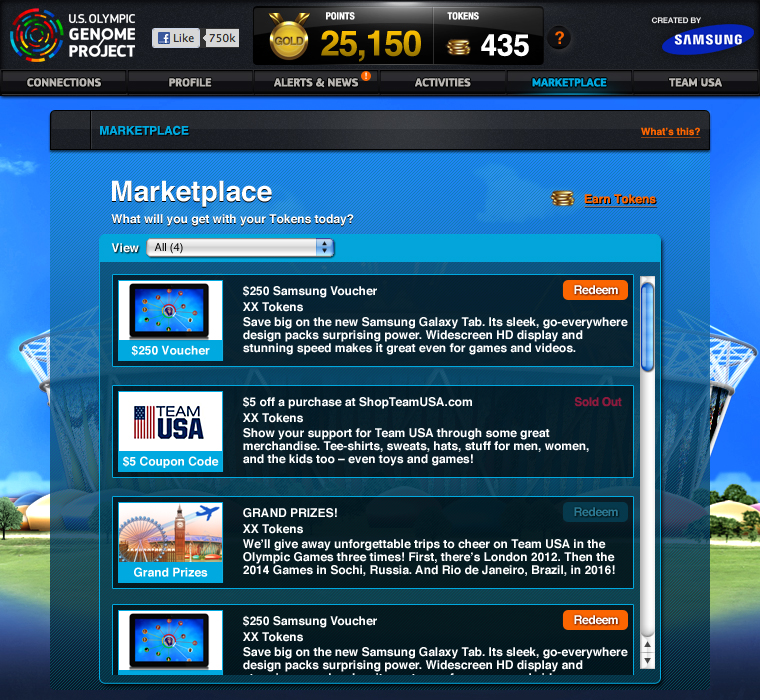 U.S. OLYMPIC
GENOME
PROJECT
Like
750k
GOLD
POINTS
25,150
TOKENS
435
?
CREATED BY
SAMSUNG
CONNECTIONS
PROFILE
ALERTS & NEWS
!
ACTIVITIES
MARKETPLACE
TEAM USA
MARKETPLACE
What's this?
Marketplace
What will you get with your Tokens today?
Earn Tokens
View
All (4)
$250 Voucher
$250 Samsung Voucher
Redeem
XX Tokens
Save big on the new Samsung Galaxy Tab. Its sleek, go-everywhere
design packs surprising power. Widescreen HD display and
stunning speed makes it great even for games and videos.
TEAM
USA
$5 Coupon Code
$5 off a purchase at ShopTeamUSA.com
Sold Out
XX Tokens
Show your support for Team USA through some great
merchandise. Tee-shirts, sweats, hats, stuff for men, women,
and the kids too – even toys and games!
Grand Prizes
GRAND PRIZES!
Redeem
XX Tokens
We'll give away unforgettable trips to cheer on Team USA in the
Olympic Games three times! First, there's London 2012. Then the
2014 Games in Sochi, Russia. And Rio de Janeiro, Brazil, in 2016!
$250 Samsung Voucher
Redeem
XX Tokens
Save big on the new Samsung Galaxy Tab. Its sleek, go-everywhere
design packs surprising power. Widescreen HD display and